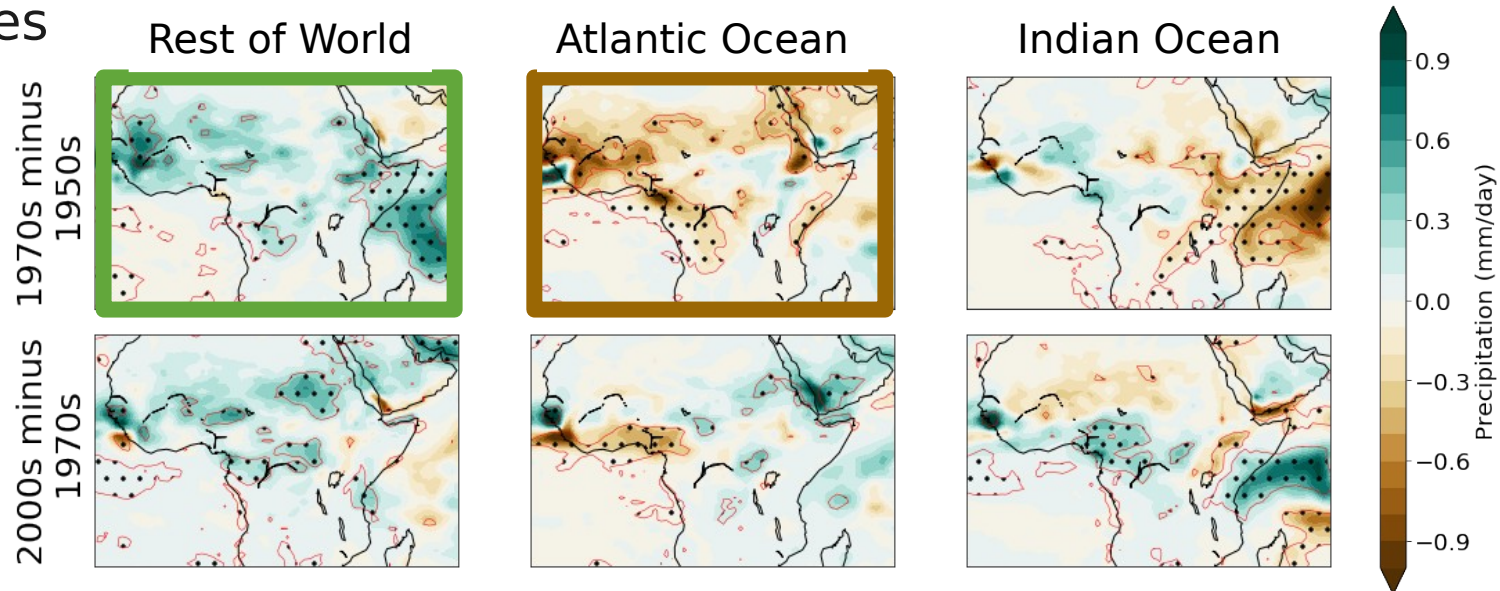 es
Rest of World
Atlantic Ocean
Indian Ocean
1970s minus
1950s
2000s minus
1970s
0.9
0.6
0.3
0.0
−0.3
−0.6
−0.9
Precipitation (mm/day)